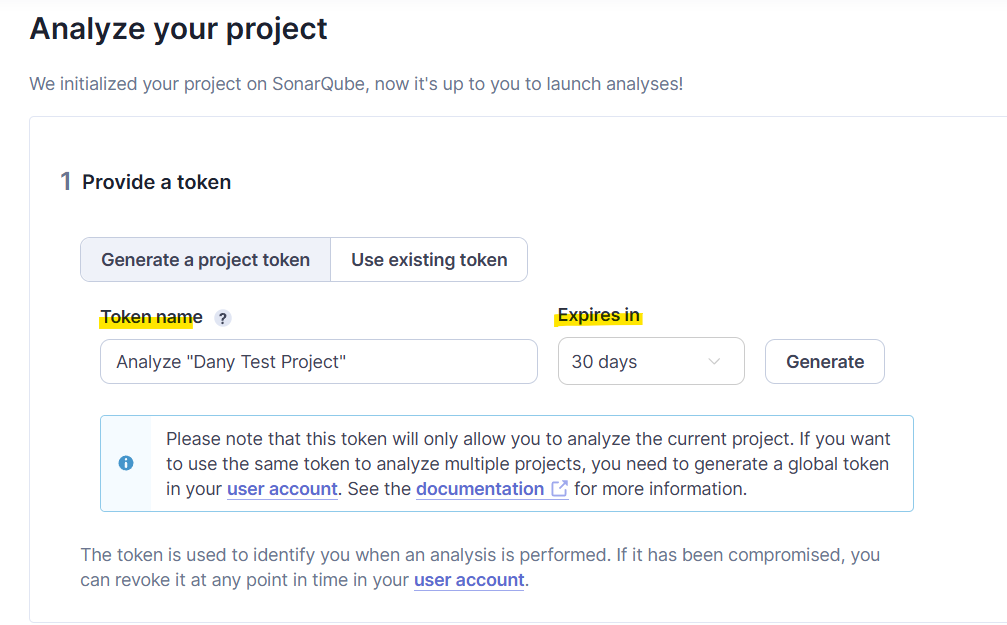 Analyze your project
We initialized your project on SonarQube, now it's up to you to launch analyses!
1 Provide a token
Generate a project token Use existing token
Token name ? Expires in
Analyze "Dany Test Project" 30 days Generate
Please note that this token will only allow you to analyze the current project. If you want
to use the same token to analyze multiple projects, you need to generate a global token
in your user account. See the documentation for more information.
The token is used to identify you when an analysis is performed. If it has been compromised, you
can revoke it at any point in time in your user account.